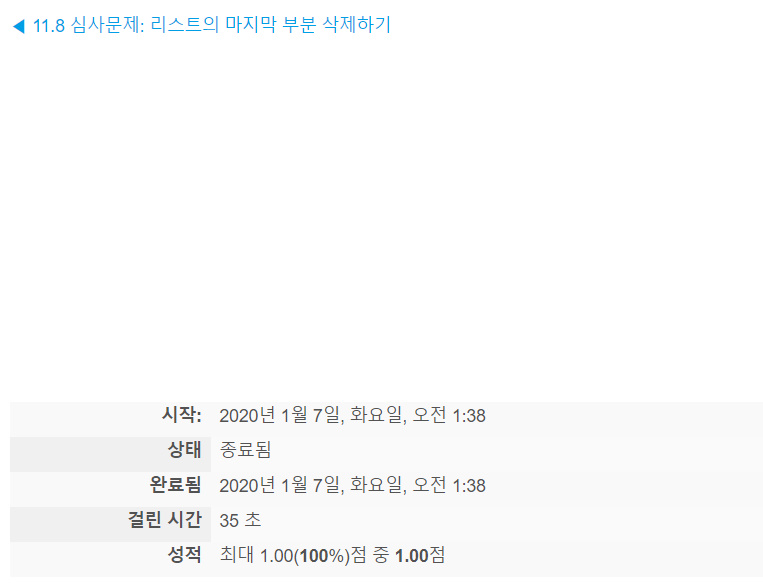 ◀ 11.8 심사문제: 리스트의 마지막 부분 삭제하기
시작: 2020년 1월 7일, 화요일, 오전 1:38
상태 종료됨
완료됨 2020년 1월 7일, 화요일, 오전 1:38
걸린 시간 35 초
성적 최대 1.00(100%)점 중 1.00점